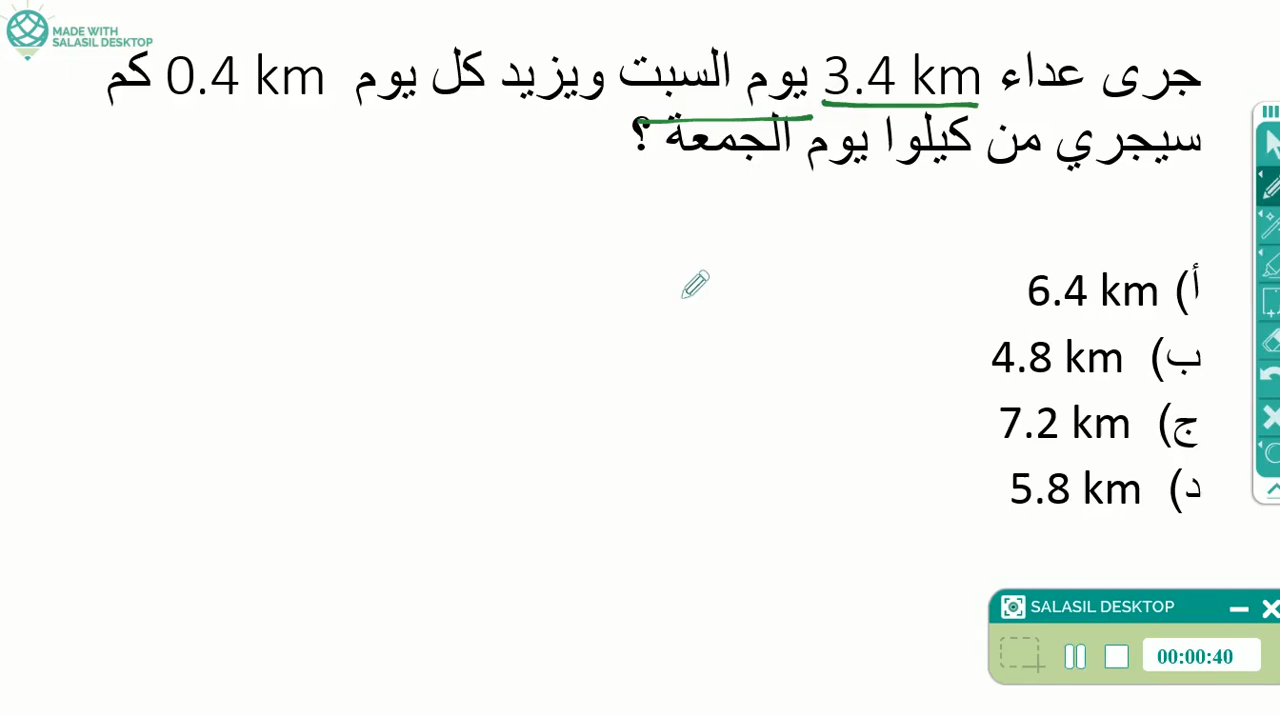 MADE WITH
SALASIL DESKTOP
جرى عداء 3.4 km يوم السبت ويزيد كل يوم 0.4 km كم
سيجري من كيلوا يوم الجمعة ؟
أ) 6.4 km
ب) 4.8 km
ج) 7.2 km
د) 5.8 km
SALASIL DESKTOP
00:00:40